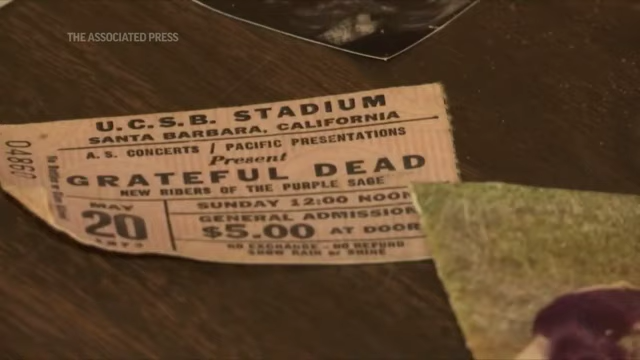 THE ASSOCIATED PRESS
U.C.S.B. STADIUM
SANTA BARBARA, CALIFORNIA
A. S. CONCERTS / PACIFIC PRESENTATIONS
Present
GRATEFUL DEAD
NEW RIDERS OF THE PURPLE SAGE
MAY
20
1973
SUNDAY 12:00 NOON
GENERAL ADMISSION
$5.00 AT DOOR
NO EXCHANGE - NO REFUND
SHOW RAIN or SHINE